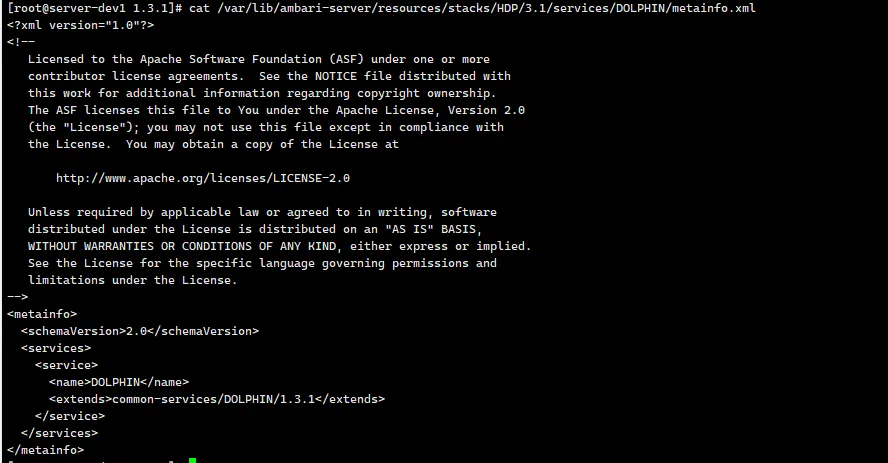 [root@server-dev1 1.3.1]# cat /var/lib/ambari-server/resources/stacks/HDP/3.1/services/DOLPHIN/metainfo.xml
<?xml version="1.0"?>
<!--
   Licensed to the Apache Software Foundation (ASF) under one or more
   contributor license agreements.  See the NOTICE file distributed with
   this work for additional information regarding copyright ownership.
   The ASF licenses this file to You under the Apache License, Version 2.0
   (the "License"); you may not use this file except in compliance with
   the License.  You may obtain a copy of the License at

       http://www.apache.org/licenses/LICENSE-2.0

   Unless required by applicable law or agreed to in writing, software
   distributed under the License is distributed on an "AS IS" BASIS,
   WITHOUT WARRANTIES OR CONDITIONS OF ANY KIND, either express or implied.
   See the License for the specific language governing permissions and
   limitations under the License.
-->
<metainfo>
  <schemaVersion>2.0</schemaVersion>
  <services>
    <service>
      <name>DOLPHIN</name>
      <extends>common-services/DOLPHIN/1.3.1</extends>
    </service>
  </services>
</metainfo>